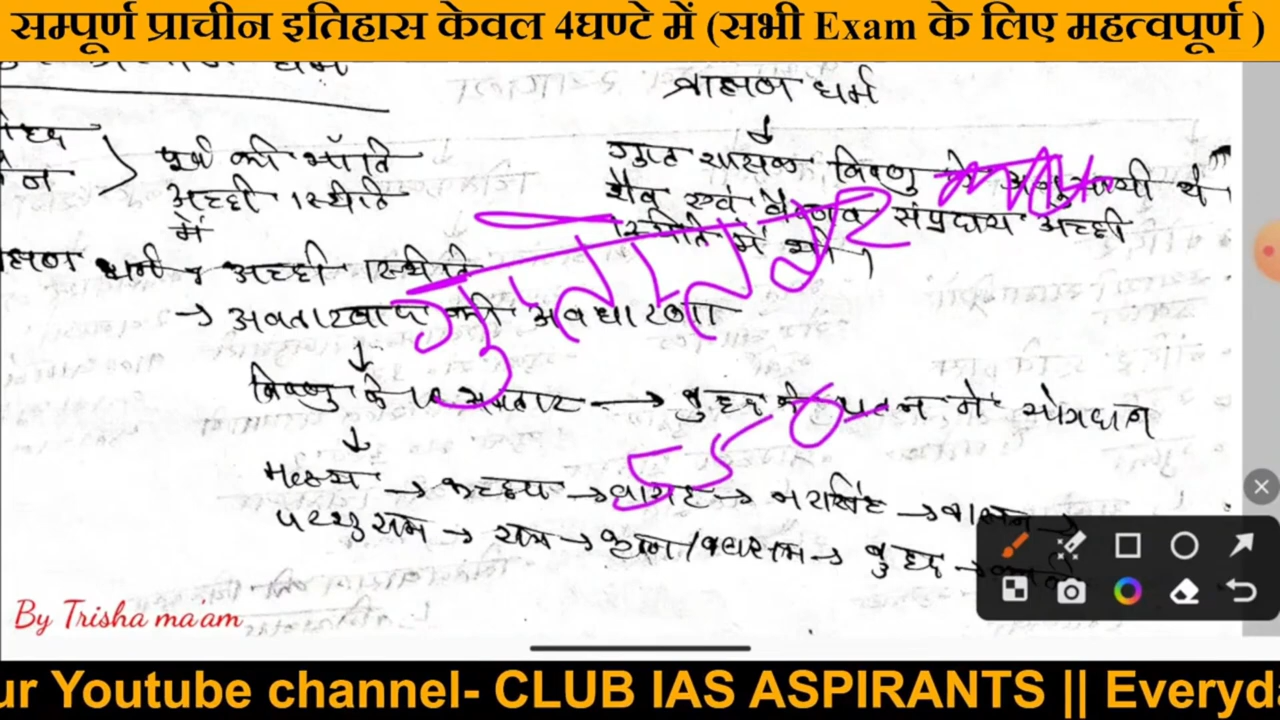 सम्पूर्ण प्राचीन इतिहास केवल 4घण्टे में (सभी Exam के लिए महत्वपूर्ण )
ब्राह्मण धर्म
पूर्व की भाँति
अच्छी स्थिति
में
गुप्त शासक विष्णु के अनुयायी थे
शैव एवं वैष्णव संप्रदाय अच्छी
स्थिति में थे।
धर्म अच्छी स्थिति
→ अवतारवाद की अवधारणा
विष्णु के 10 अवतार → बुद्ध के पतन में योगदान
मत्स्य → कच्छप → वाराह → नरसिंह → वामन →
परशुराम → राम → कृष्ण/बलराम → बुद्ध →
550
By Trisha ma'am
ur Youtube channel- CLUB IAS ASPIRANTS || Everyd